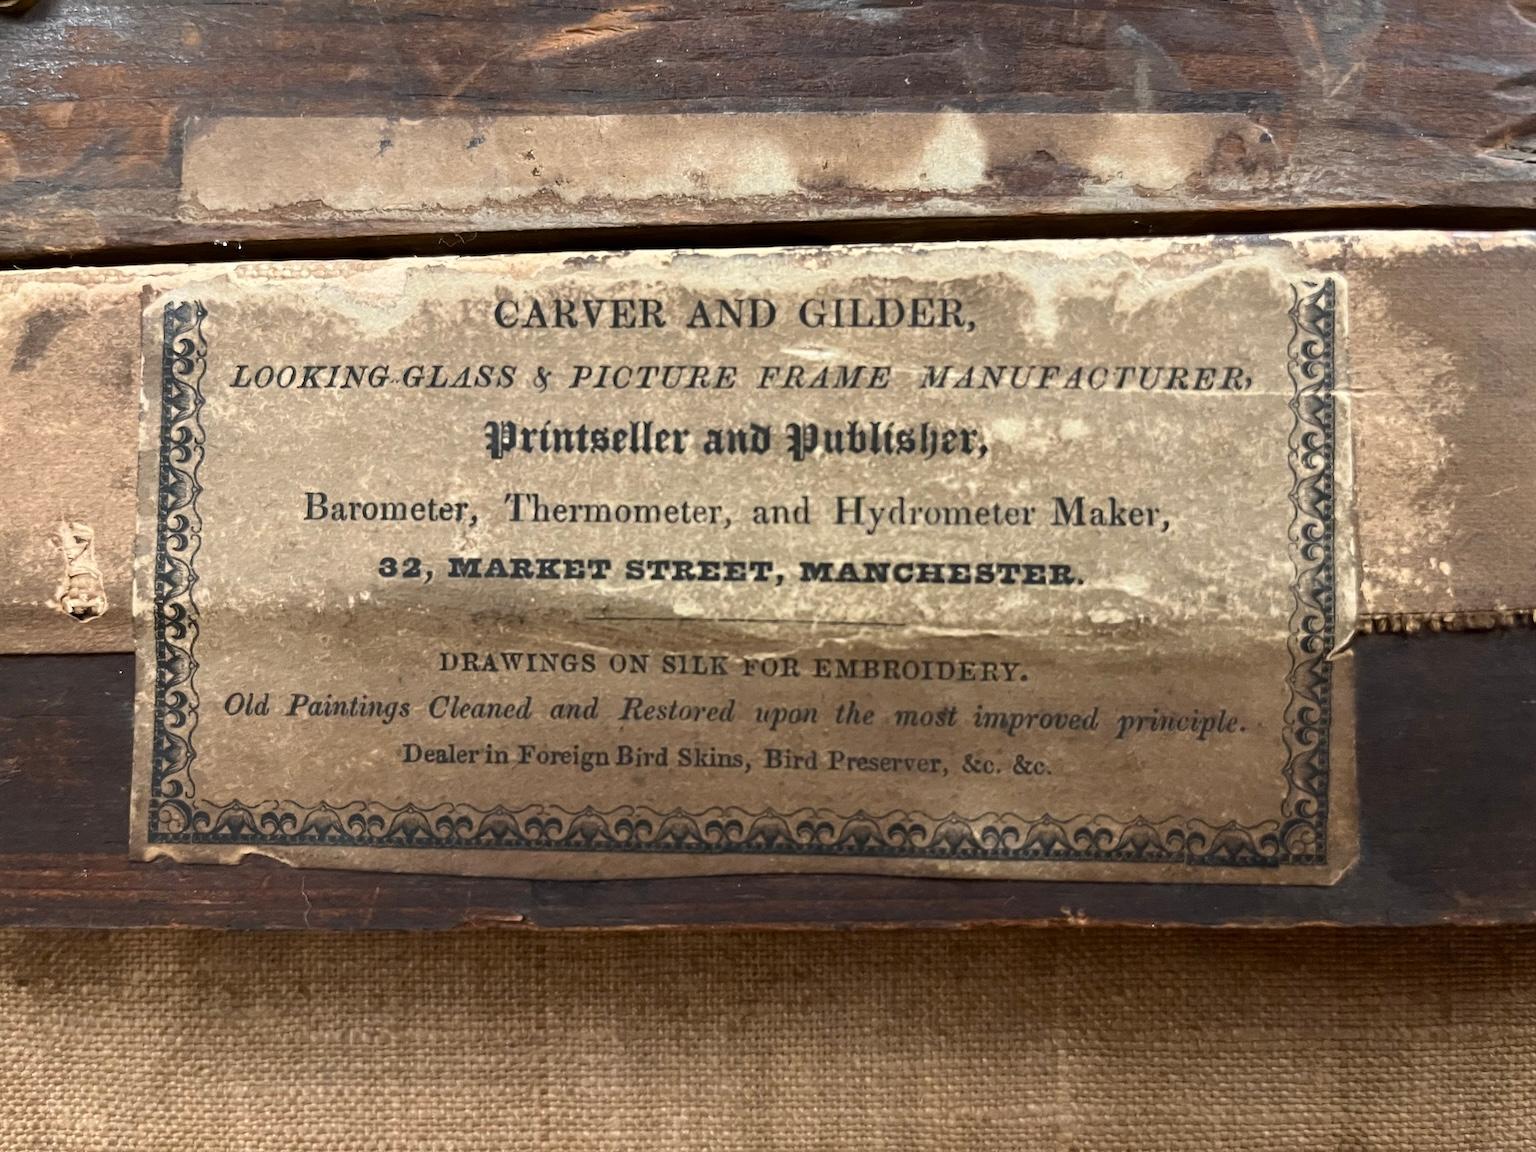 CARVER AND GILDER,
LOOKING-GLASS & PICTURE FRAME MANUFACTURER,
Printseller and Publisher,
Barometer, Thermometer, and Hydrometer Maker,
32, MARKET STREET, MANCHESTER.
DRAWINGS ON SILK FOR EMBROIDERY.
Old Paintings Cleaned and Restored upon the most improved principle.
Dealer in Foreign Bird Skins, Bird Preserver, &c. &c.